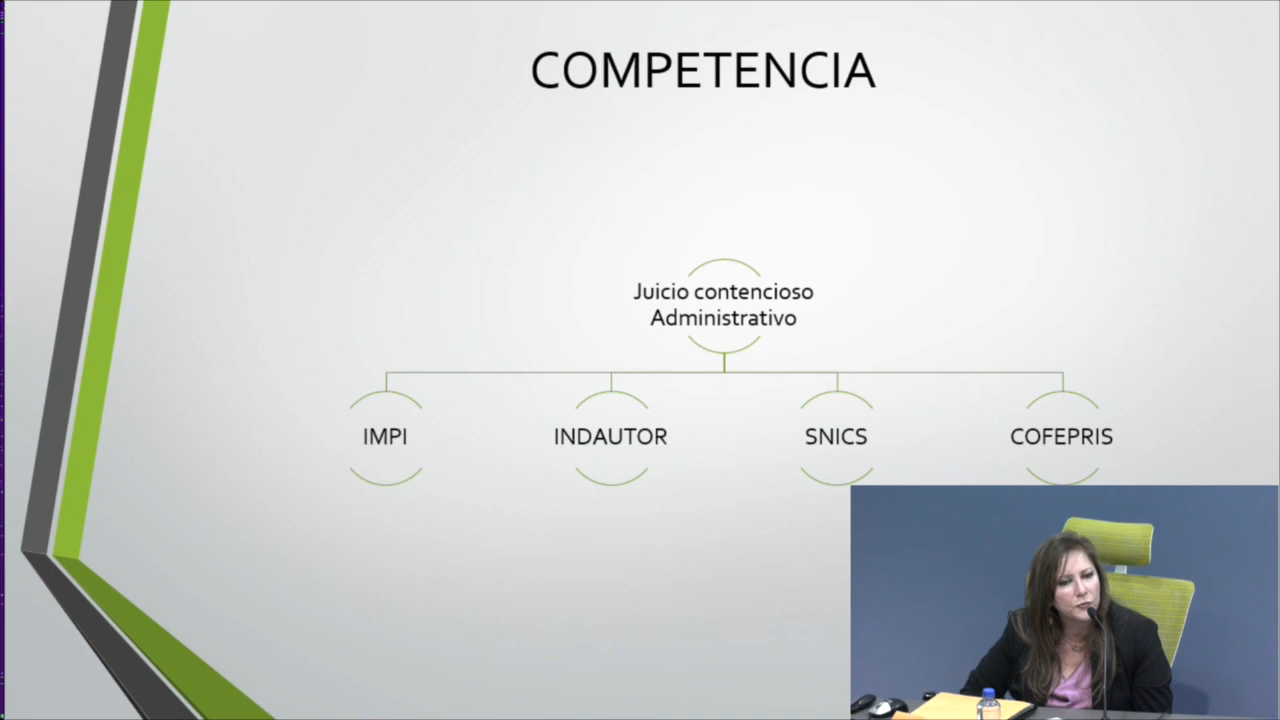 COMPETENCIA
Juicio contencioso
Administrativo
IMPI
INDAUTOR
SNICS
COFEPRIS